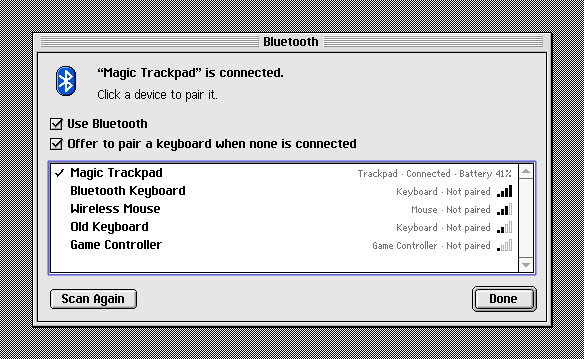 Bluetooth
“Magic Trackpad” is connected.
Click a device to pair it.
Use Bluetooth
Offer to pair a keyboard when none is connected
Magic Trackpad Trackpad · Connected · Battery 41%
Bluetooth Keyboard Keyboard · Not paired
Wireless Mouse Mouse · Not paired
Old Keyboard Keyboard · Not paired
Game Controller Game Controller · Not paired
Scan Again Done